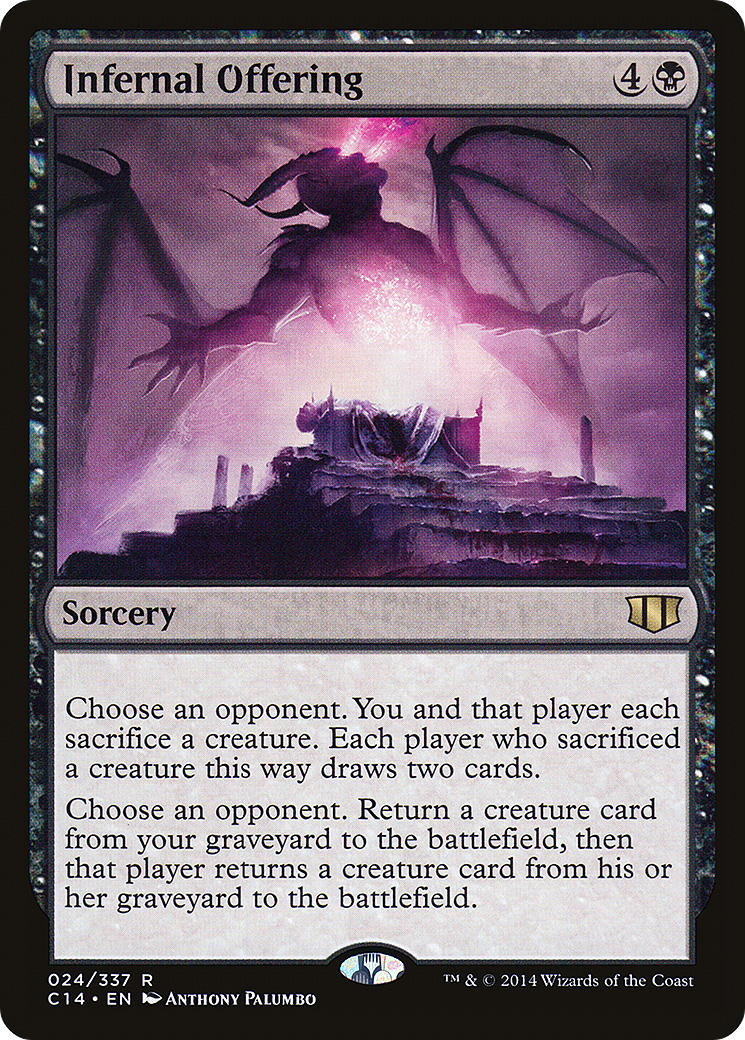 Infernal Offering 4
Sorcery
Choose an opponent. You and that player each
sacrifice a creature. Each player who sacrificed
a creature this way draws two cards.
Choose an opponent. Return a creature card
from your graveyard to the battlefield, then
that player returns a creature card from his or
her graveyard to the battlefield.
024/337 R
C14 • EN Anthony Palumbo
™ & © 2014 Wizards of the Coast